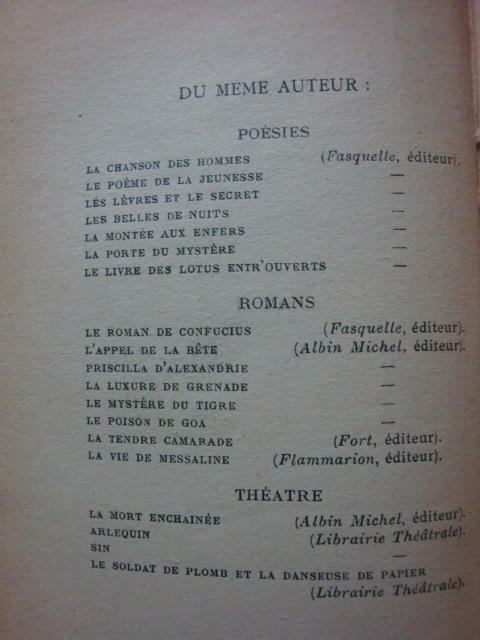 DU MEME AUTEUR :
POÉSIES
LA CHANSON DES HOMMES (Fasquelle, éditeur).
LE POÈME DE LA JEUNESSE —
LES LÈVRES ET LE SECRET —
LES BELLES DE NUITS —
LA MONTÉE AUX ENFERS —
LA PORTE DU MYSTÈRE —
LE LIVRE DES LOTUS ENTR'OUVERTS —
ROMANS
LE ROMAN DE CONFUCIUS (Fasquelle, éditeur).
L'APPEL DE LA BÊTE (Albin Michel, éditeur).
PRISCILLA D'ALEXANDRIE —
LA LUXURE DE GRENADE —
LE MYSTÈRE DU TIGRE —
LE POISON DE GOA —
LA TENDRE CAMARADE (Fort, éditeur).
LA VIE DE MESSALINE (Flammarion, éditeur).
THÉATRE
LA MORT ENCHAINÉE (Albin Michel, éditeur).
ARLEQUIN (Librairie Théâtrale).
SIN —
LE SOLDAT DE PLOMB ET LA DANSEUSE DE PAPIER
(Librairie Théâtrale).